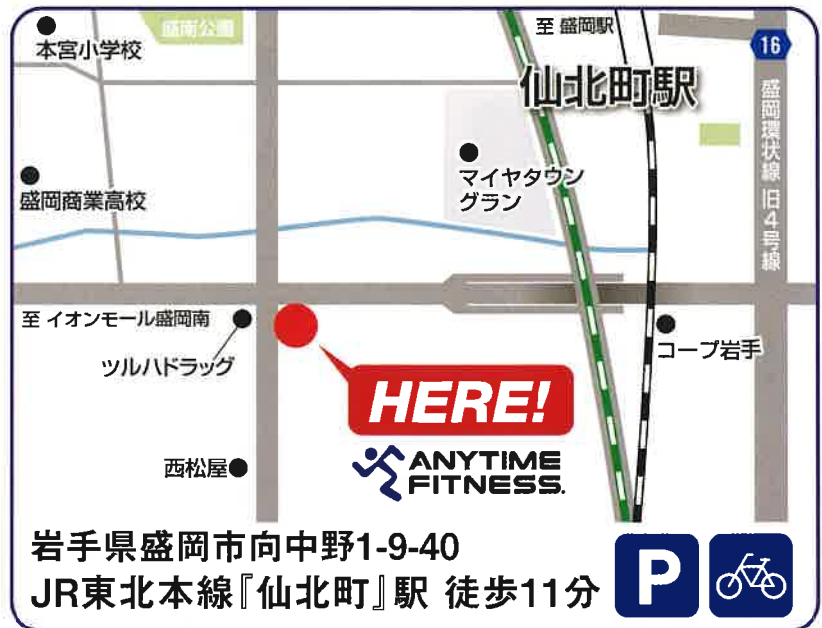 本宮小学校
盛南公園
至 盛岡駅
16
仙北町駅
盛岡環状線 旧4号線
マイヤタウン
グラン
盛岡商業高校
至 イオンモール盛岡南
ツルハドラッグ
コープ岩手
HERE!
西松屋
ANYTIME
FITNESS.
岩手県盛岡市向中野1-9-40
JR東北本線『仙北町』駅 徒歩11分
P